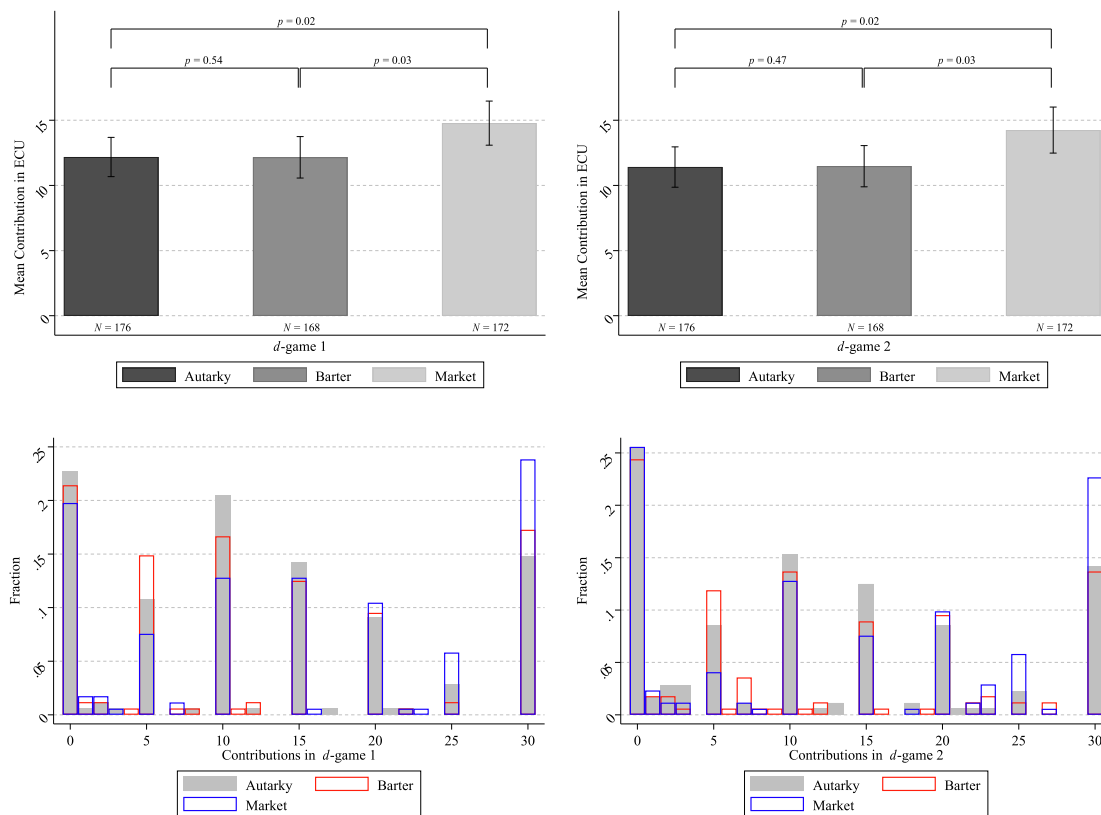 p = 0.02
p = 0.54
p = 0.03
15
10
5
0
Mean Contribution in ECU
N = 176
N = 168
N = 172
d-game 1
Autarky
Barter
Market
p = 0.02
p = 0.47
p = 0.03
15
10
5
0
Mean Contribution in ECU
N = 176
N = 168
N = 172
d-game 2
Autarky
Barter
Market
.25
.2
.15
.1
.05
0
Fraction
0 5 10 15 20 25 30
Contributions in d-game 1
Autarky
Barter
Market
.25
.2
.15
.1
.05
0
Fraction
0 5 10 15 20 25 30
Contributions in d-game 2
Autarky
Barter
Market